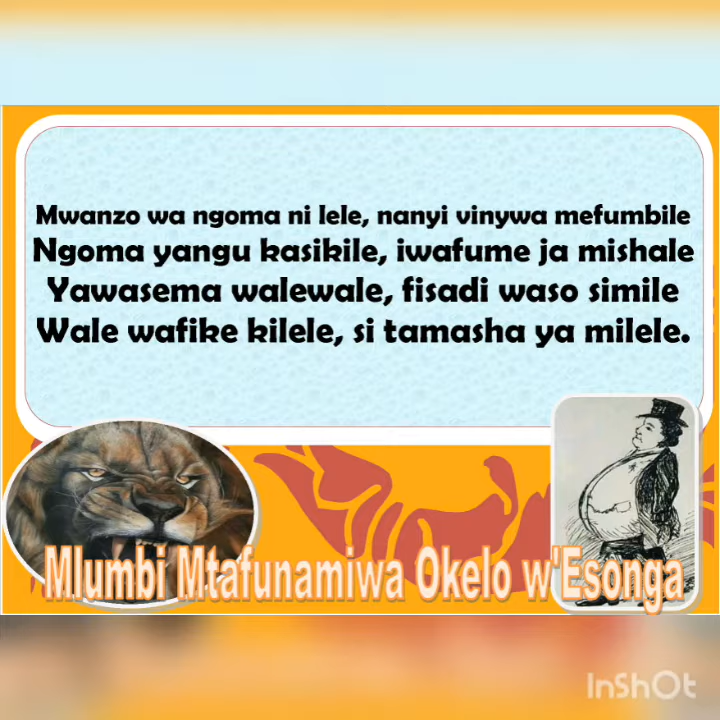 Mwanzo wa ngoma ni lele, nanyi vinywa mefumbile
Ngoma yangu kasikile, iwafume ja mishale
Yawasema walewale, fisadi waso simile
Wale wafike kilele, si tamasha ya milele.
Mlumbi Mtafunamiwa Okelo w'Esonga
InShOt